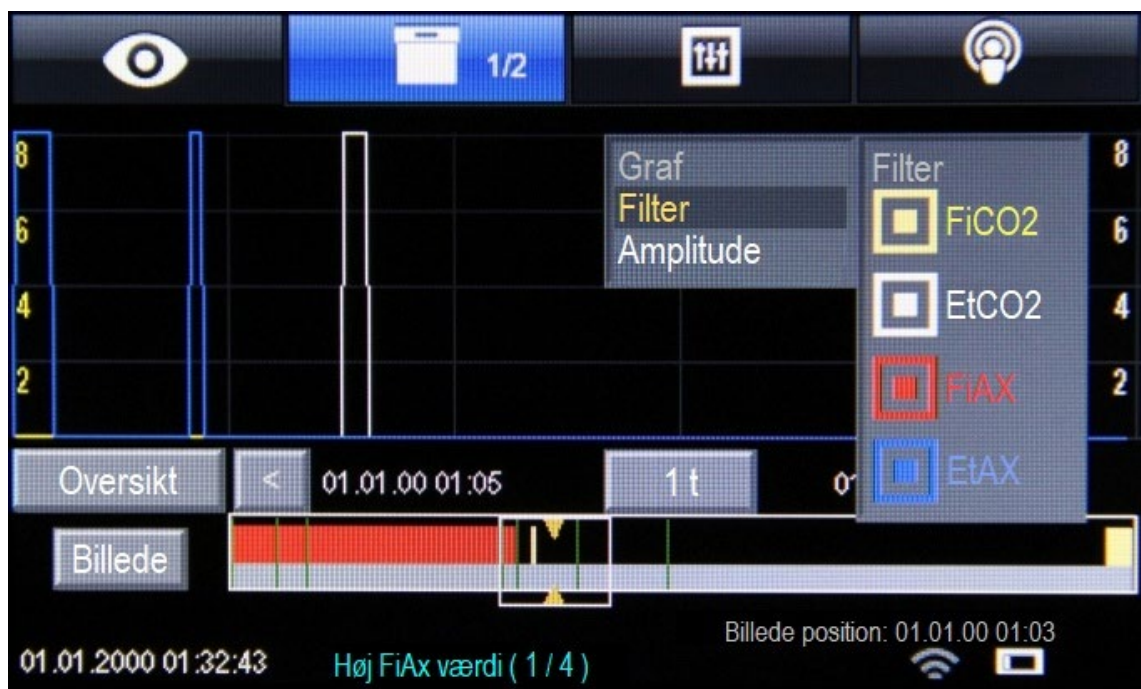 1/2
8 Graf Filter 8
Filter FiCO2
6 Amplitude 6
4 EtCO2 4
2 FiAX 2
EtAX
Oversikt < 01.01.00 01:05 1 t 0
Billede
Billede position: 01.01.00 01:03
01.01.2000 01:32:43 Høj FiAx værdi ( 1 / 4 )